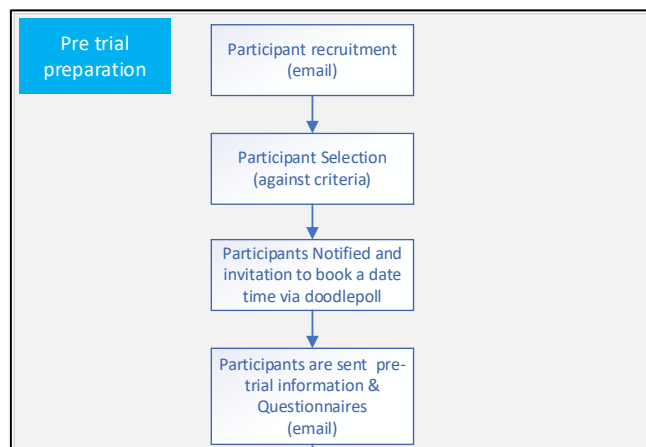 Pre trial
preparation
Participant recruitment
(email)
Participant Selection
(against criteria)
Participants Notified and
invitation to book a date
time via doodlepoll
Participants are sent pre-
trial information &
Questionnaires
(email)